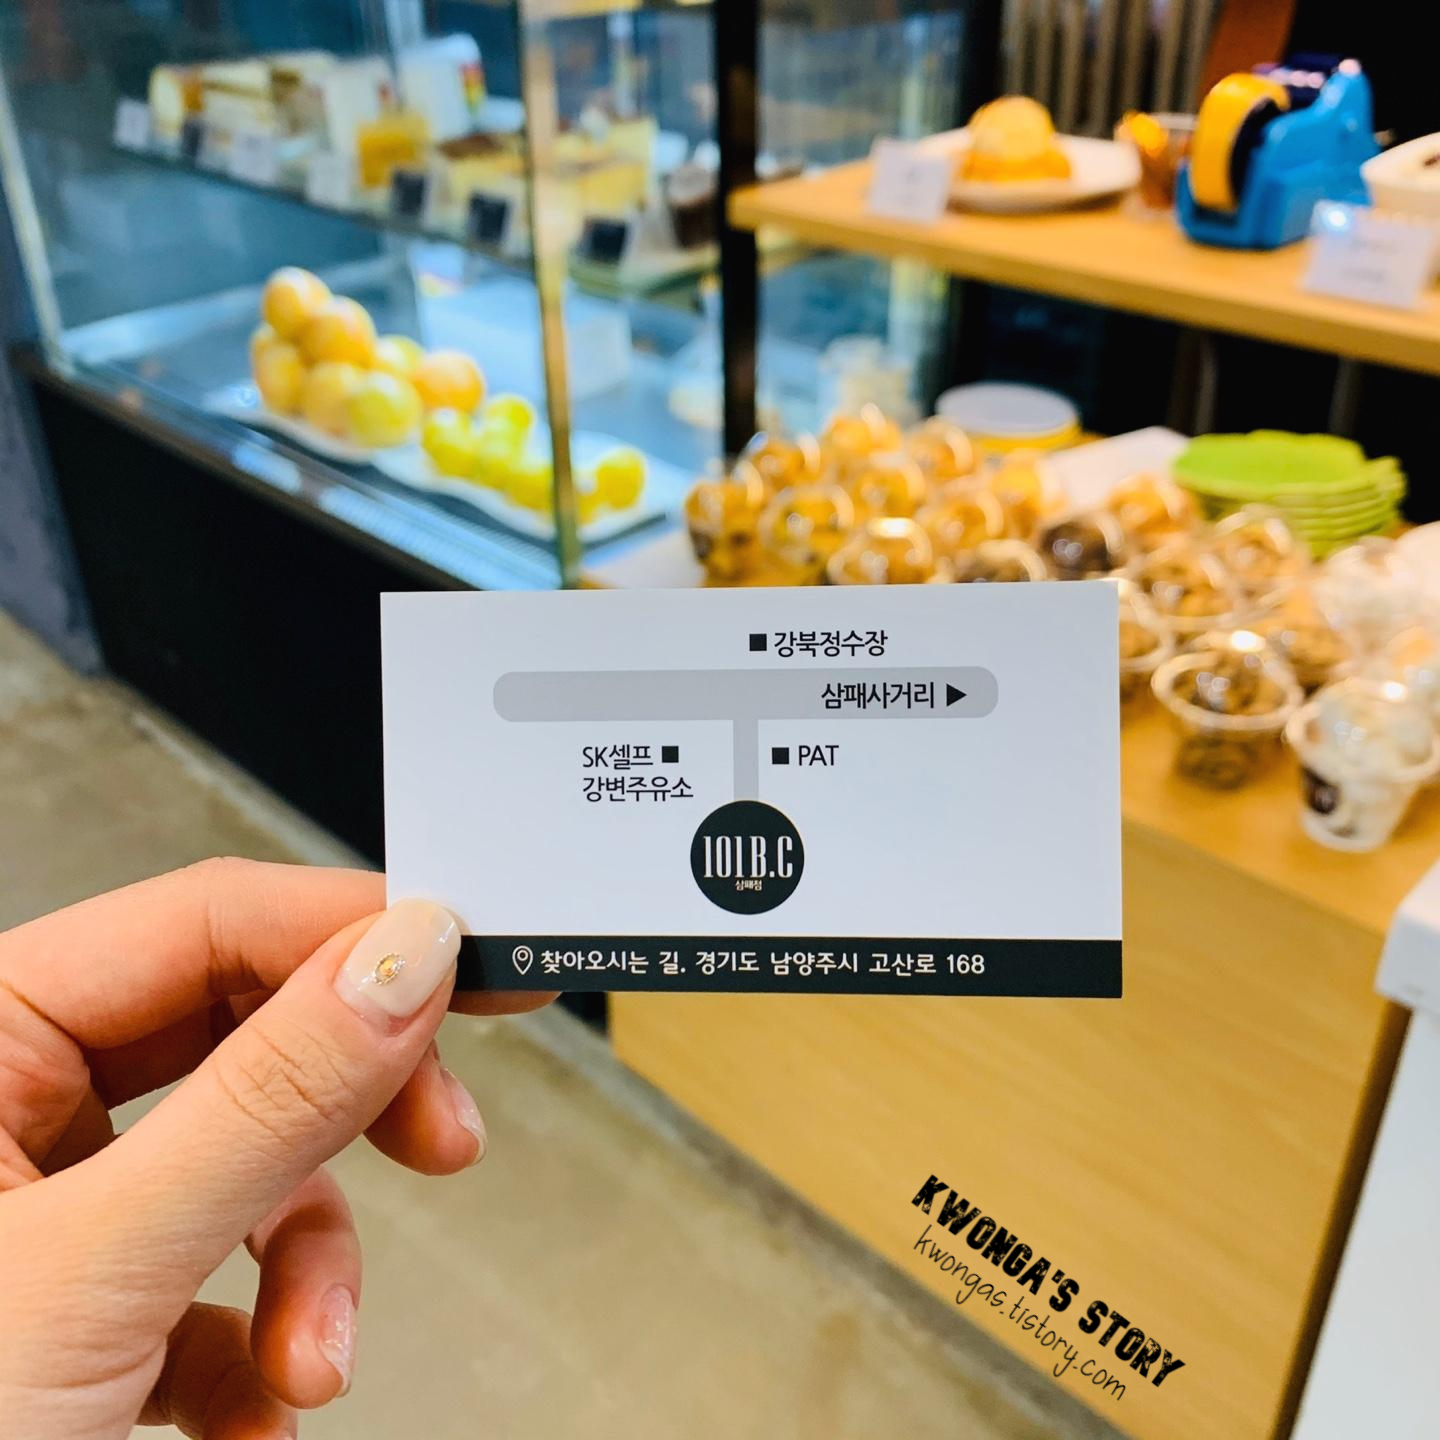 ■ 강북정수장
삼패사거리 ▶
SK셀프 ■
강변주유소
■ PAT
101 B.C
삼패점
찾아오시는 길. 경기도 남양주시 고산로 168
KWONGA'S STORY
kwongas.tistory.com